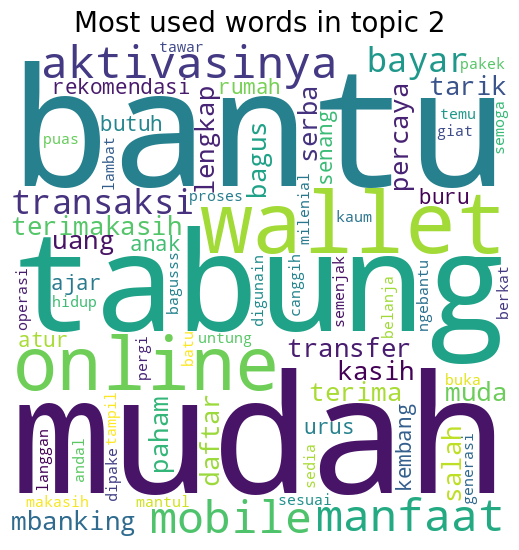 Most used words in topic 2
tawar
aktivasinya
bayar
pakek
bantu
rekomendasi
rumah
tarik
lengkap
serba
percaya
temu
giat
semoga
puas
butuh
lambat
bagus
senang
transaksi
proses
milenial
kaum
buru
wallet
terimakasih
uang
anak
tabung
operasi
ajar
hidup
bagusss
digunain
canggih
semenjak
belanja
ngebantu
berkat
atur
pergi
batu
untung
online
transfer
kasih
buka
mudah
terima
muda
langgan
andal
dipake
tampil
paham
daftar
urus
sedia
kembang
salah
generasi
makasih
mantul
sesuai
mbanking
mobile
manfaat